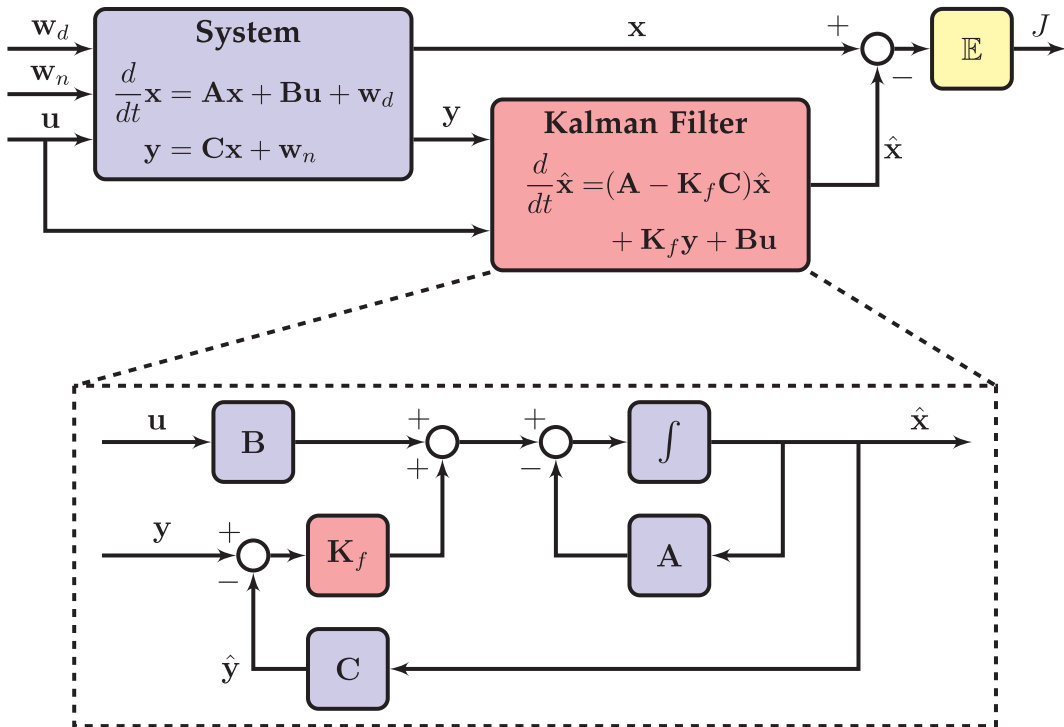 w_d
w_n
u
System
d/dt x = Ax + Bu + w_d
y = Cx + w_n
x
+
−
𝔼
J
y
Kalman Filter
d/dt x̂ =(A − K_f C)x̂
+ K_f y + Bu
x̂
u
B
+
+
+
−
∫
x̂
y
+
−
K_f
A
ŷ
C